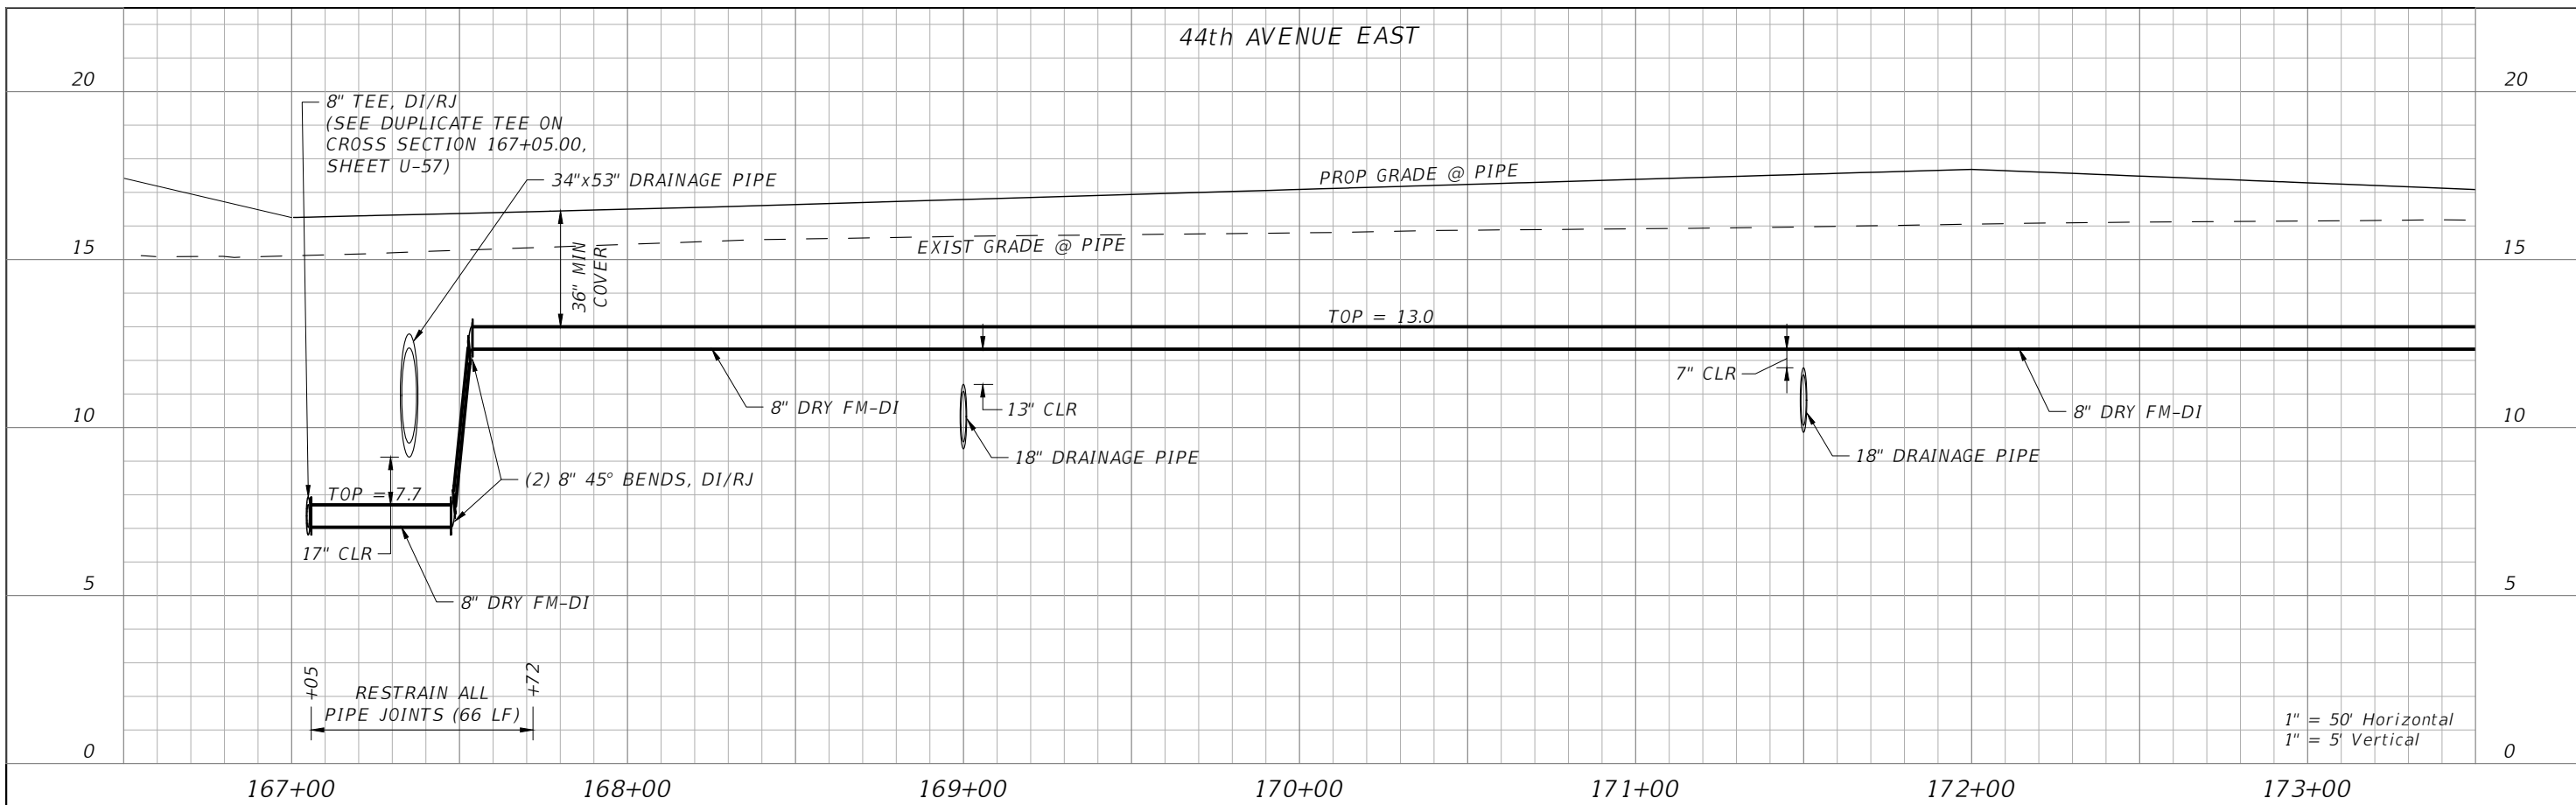 44th AVENUE EAST
20
20
8" TEE, DI/RJ
(SEE DUPLICATE TEE ON
CROSS SECTION 167+05.00,
SHEET U-57)
34"x53" DRAINAGE PIPE
PROP GRADE @ PIPE
15
EXIST GRADE @ PIPE
15
36" MIN
COVER
TOP = 13.0
7" CLR
8" DRY FM-DI
13" CLR
8" DRY FM-DI
10
10
18" DRAINAGE PIPE
18" DRAINAGE PIPE
(2) 8" 45° BENDS, DI/RJ
TOP = 7.7
17" CLR
5
5
8" DRY FM-DI
+05
+72
RESTRAIN ALL
PIPE JOINTS (66 LF)
1" = 50' Horizontal
1" = 5' Vertical
0
0
167+00
168+00
169+00
170+00
171+00
172+00
173+00